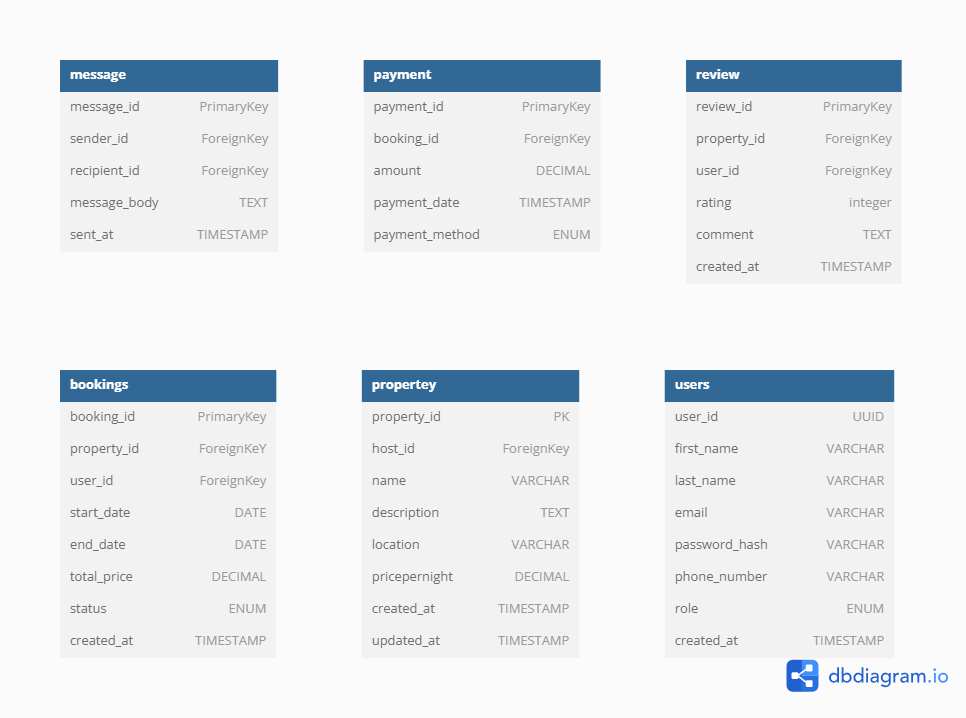 message
message_id PrimaryKey
sender_id ForeignKey
recipient_id ForeignKey
message_body TEXT
sent_at TIMESTAMP
payment
payment_id PrimaryKey
booking_id ForeignKey
amount DECIMAL
payment_date TIMESTAMP
payment_method ENUM
review
review_id PrimaryKey
property_id ForeignKey
user_id ForeignKey
rating integer
comment TEXT
created_at TIMESTAMP
bookings
booking_id PrimaryKey
property_id ForeignKeY
user_id ForeignKey
start_date DATE
end_date DATE
total_price DECIMAL
status ENUM
created_at TIMESTAMP
propertey
property_id PK
host_id ForeignKey
name VARCHAR
description TEXT
location VARCHAR
pricepernight DECIMAL
created_at TIMESTAMP
updated_at TIMESTAMP
users
user_id UUID
first_name VARCHAR
last_name VARCHAR
email VARCHAR
password_hash VARCHAR
phone_number VARCHAR
role ENUM
created_at TIMESTAMP
dbdiagram.io